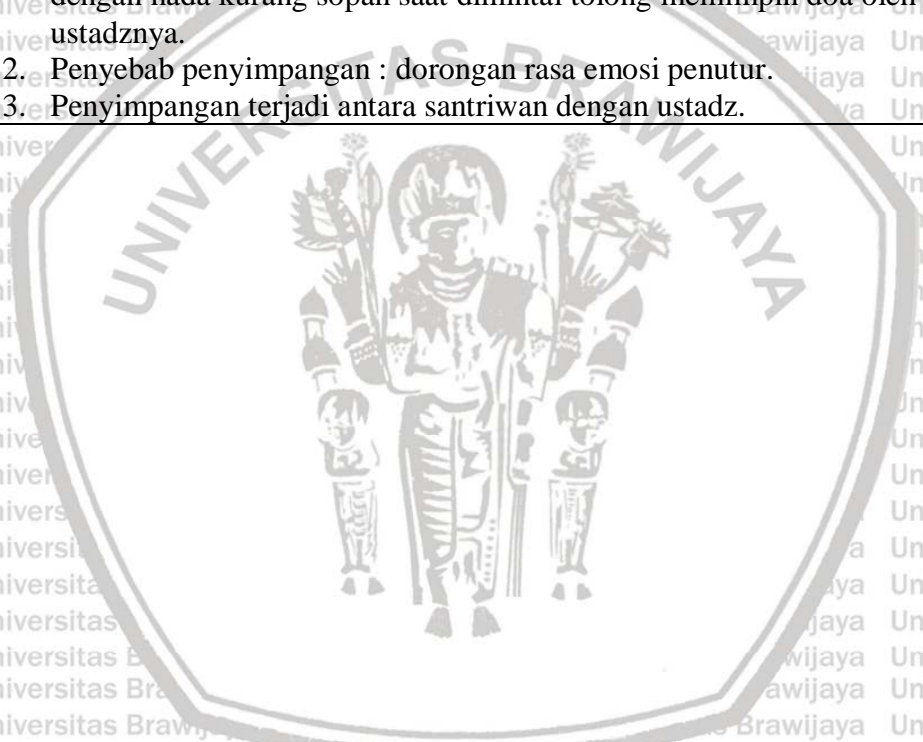 dengan nada kurang sopan saat dimintai tolong memimpin doa oleh
ustadznya.
2. Penyebab penyimpangan : dorongan rasa emosi penutur.
3. Penyimpangan terjadi antara santriwan dengan ustadz.
UNIVERSITAS BRAWIJAYA